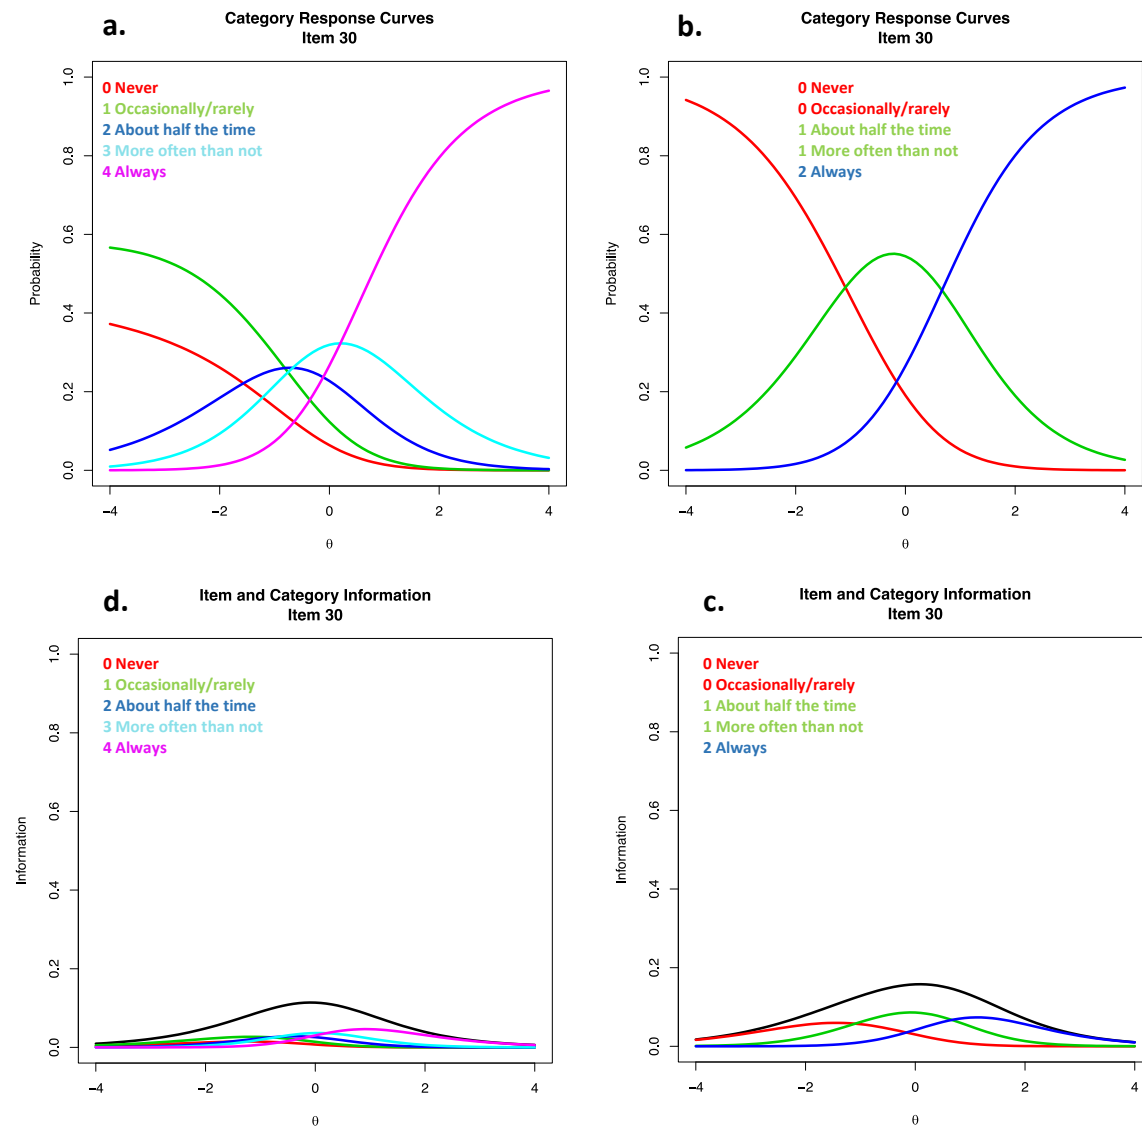 a.
Category Response Curves
Item 30
0 Never
1 Occasionally/rarely
2 About half the time
3 More often than not
4 Always
Probability
0.0
0.2
0.4
0.6
0.8
1.0
−4
−2
0
2
4
θ
b.
Category Response Curves
Item 30
0 Never
0 Occasionally/rarely
1 About half the time
1 More often than not
2 Always
Probability
0.0
0.2
0.4
0.6
0.8
1.0
−4
−2
0
2
4
θ
d.
Item and Category Information
Item 30
0 Never
1 Occasionally/rarely
2 About half the time
3 More often than not
4 Always
Information
0.0
0.2
0.4
0.6
0.8
1.0
−4
−2
0
2
4
θ
c.
Item and Category Information
Item 30
0 Never
0 Occasionally/rarely
1 About half the time
1 More often than not
2 Always
Information
0.0
0.2
0.4
0.6
0.8
1.0
−4
−2
0
2
4
θ